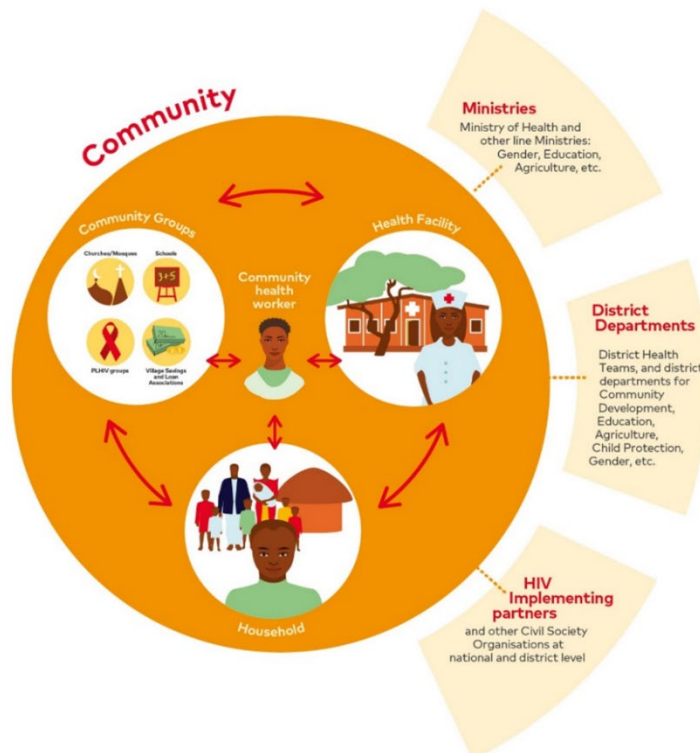 Community
Community Groups
Churches/Mosques
Schools
3+5
PLHIV groups
Village Savings
and Loan
Associations
Community
health
worker
Health Facility
Household
Ministries
Ministry of Health and
other line Ministries:
Gender, Education,
Agriculture, etc.
District
Departments
District Health
Teams, and district
departments for
Community
Development,
Education,
Agriculture,
Child Protection,
Gender, etc.
HIV
Implementing
partners
and other Civil Society
Organisations at
national and district level